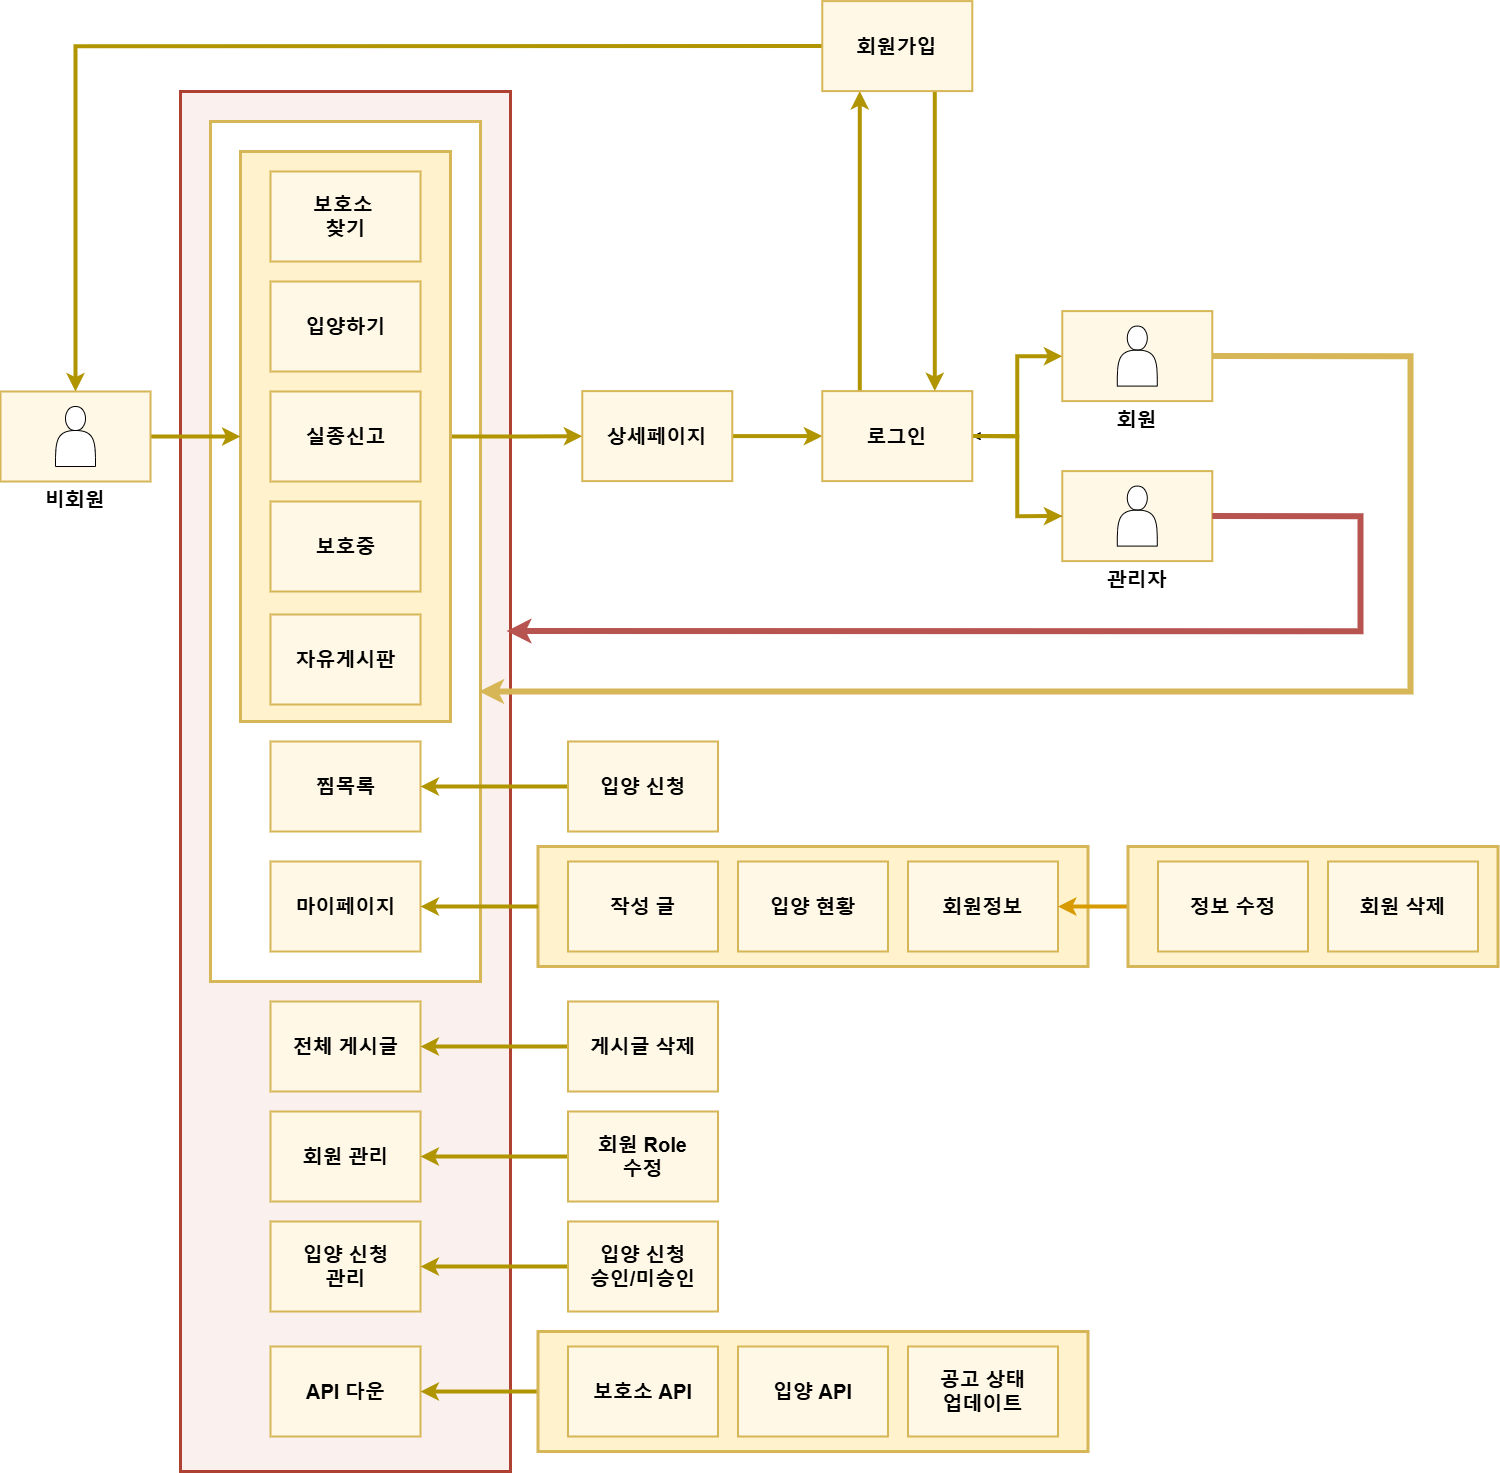 회원가입
보호소
찾기
입양하기
실종신고
보호중
자유게시판
비회원
상세페이지
로그인
회원
관리자
찜목록
입양 신청
마이페이지
작성 글
입양 현황
회원정보
정보 수정
회원 삭제
전체 게시글
게시글 삭제
회원 관리
회원 Role
수정
입양 신청
관리
입양 신청
승인/미승인
API 다운
보호소 API
입양 API
공고 상태
업데이트